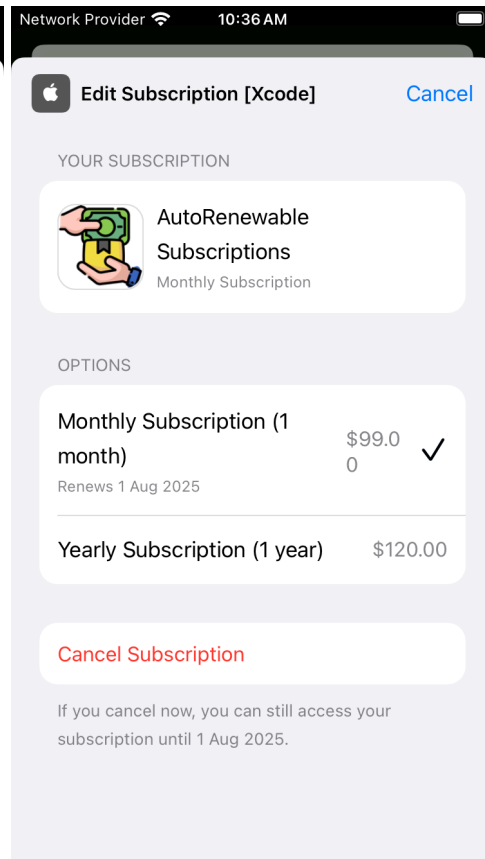 Network Provider 10:36 AM
Edit Subscription [Xcode] Cancel
YOUR SUBSCRIPTION
AutoRenewable
Subscriptions
Monthly Subscription
OPTIONS
Monthly Subscription (1
month)
$99.0
0
Renews 1 Aug 2025
Yearly Subscription (1 year) $120.00
Cancel Subscription
If you cancel now, you can still access your
subscription until 1 Aug 2025.